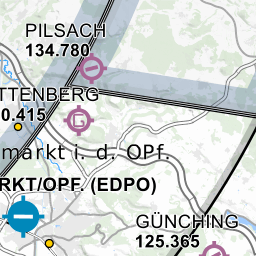 PILSACH
134.780
TTENBERG
0.415
markt i. d. OPf.
RKT/OPF. (EDPO)
GÜNCHING
125.365